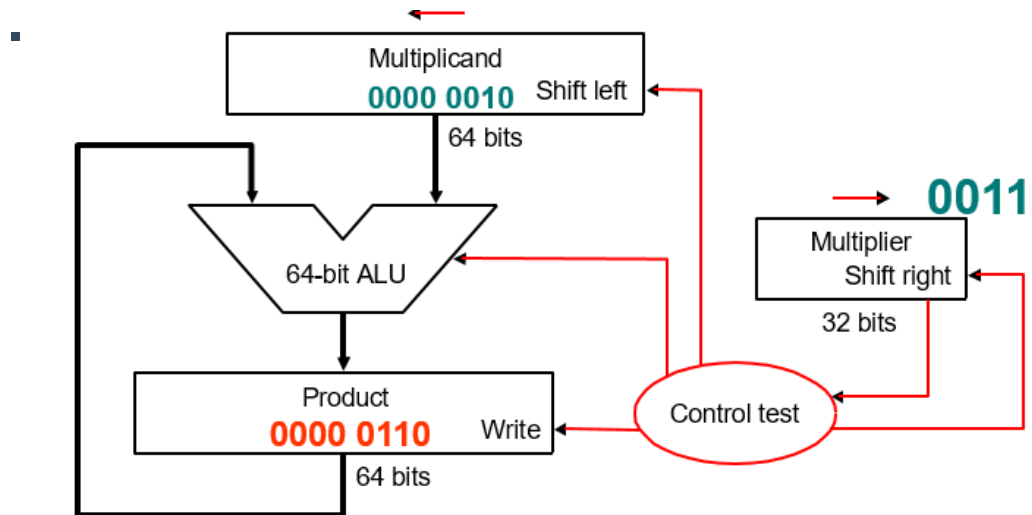 Multiplicand
0000 0010 Shift left
64 bits
0011
Multiplier
Shift right
64-bit ALU
32 bits
Product
Control test
0000 0110 Write
64 bits